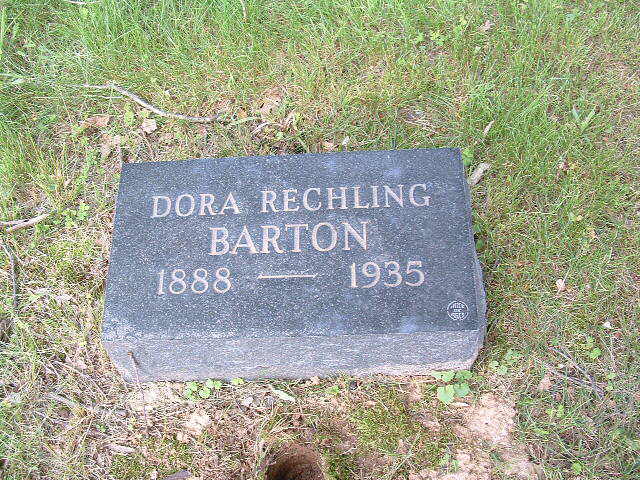 DORA RECHLING
BARTON
1888 — 1935